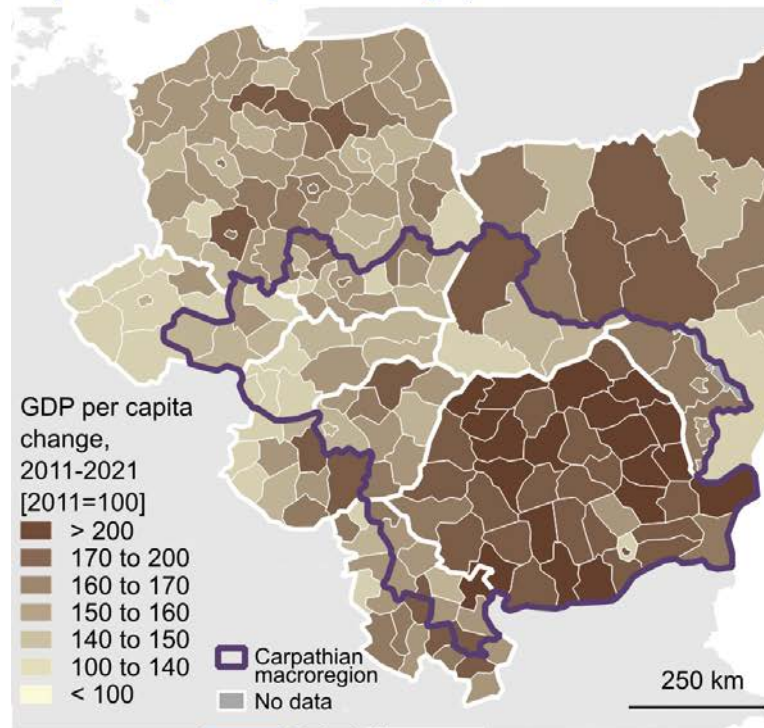 GDP per capita
change,
2011-2021
[2011=100]
> 200
170 to 200
160 to 170
150 to 160
140 to 150
100 to 140
< 100
Carpathian
macroregion
No data
250 km